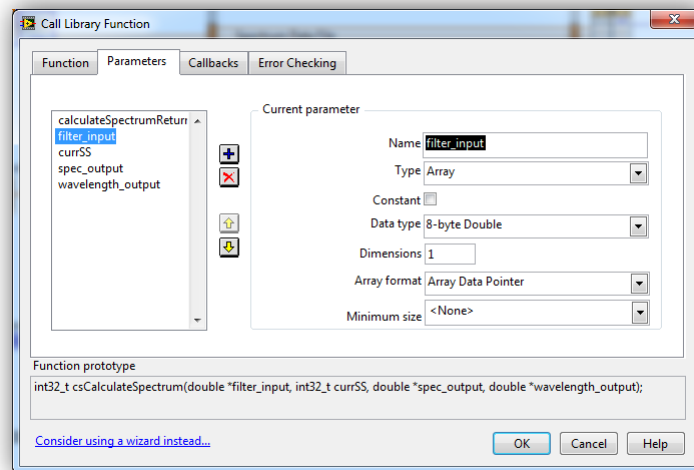 Call Library Function
Function Parameters Callbacks Error Checking
calculateSpectrumReturn
filter_input
currSS
spec_output
wavelength_output
Current parameter
Name filter_input
Type Array
Constant
Data type 8-byte Double
Dimensions 1
Array format Array Data Pointer
Minimum size <None>
Function prototype
int32_t csCalculateSpectrum(double *filter_input, int32_t currSS, double *spec_output, double *wavelength_output);
Consider using a wizard instead...
OK Cancel Help